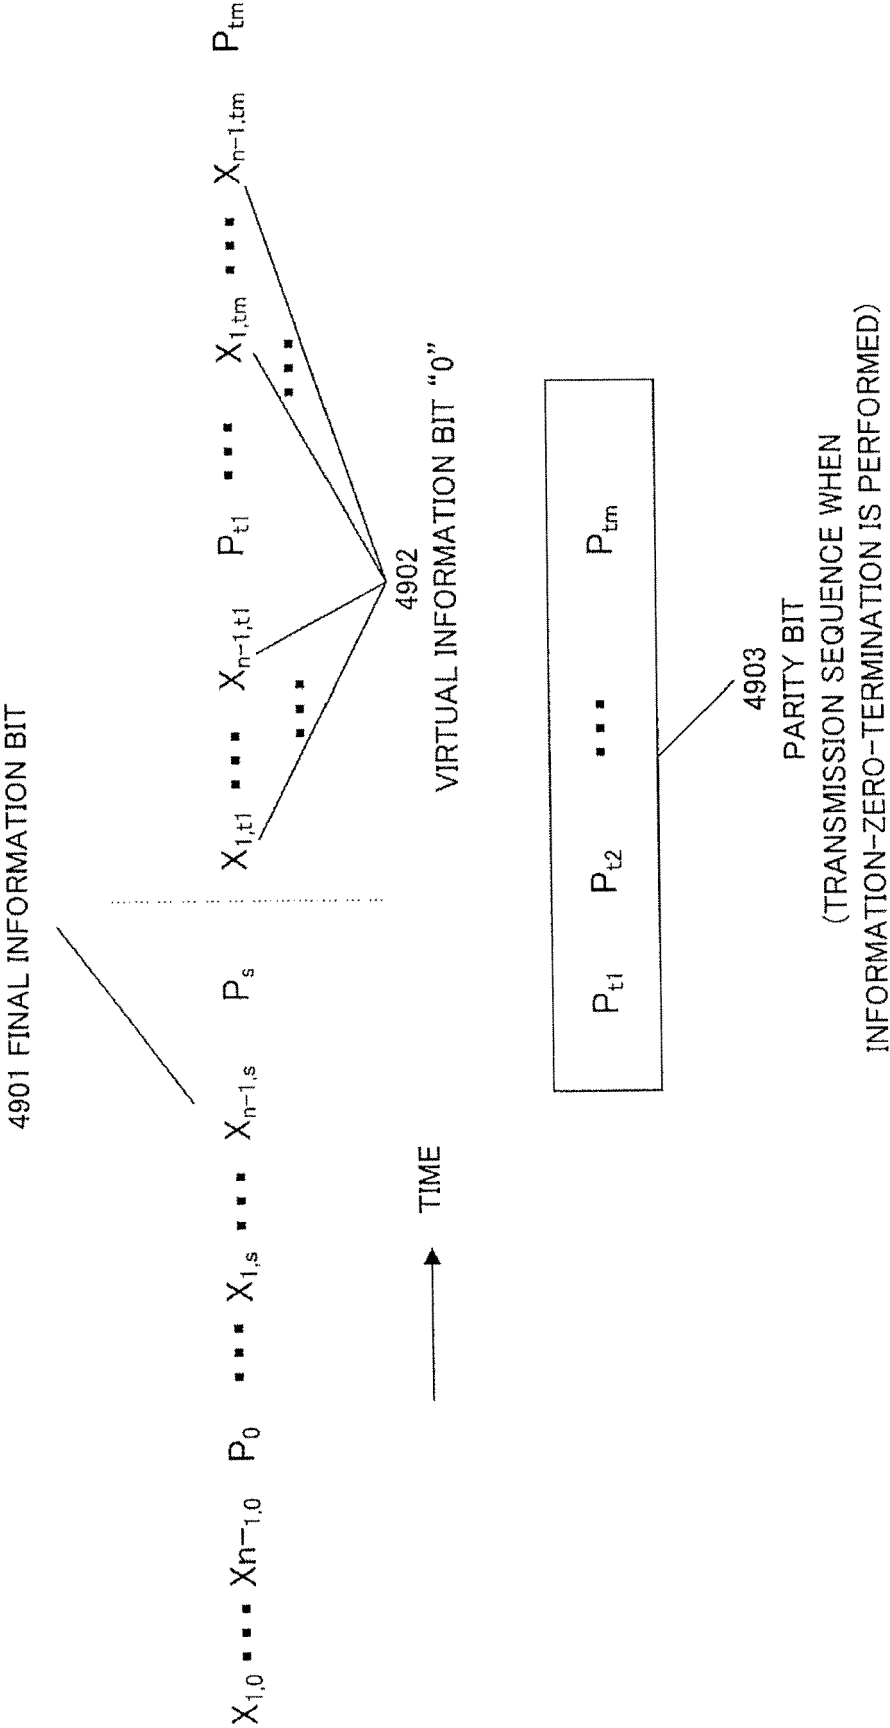 4901 FINAL INFORMATION BIT
X1,0 ... Xn-1,0 P0 ... X1,s ... Xn-1,s Ps X1,t1 ... Xn-1,t1 Pt1 ... X1,tm ... Xn-1,tm Ptm
... ...
4902
VIRTUAL INFORMATION BIT “0”
TIME
Pt1 Pt2 ... Ptm
4903
PARITY BIT
(TRANSMISSION SEQUENCE WHEN
INFORMATION-ZERO-TERMINATION IS PERFORMED)